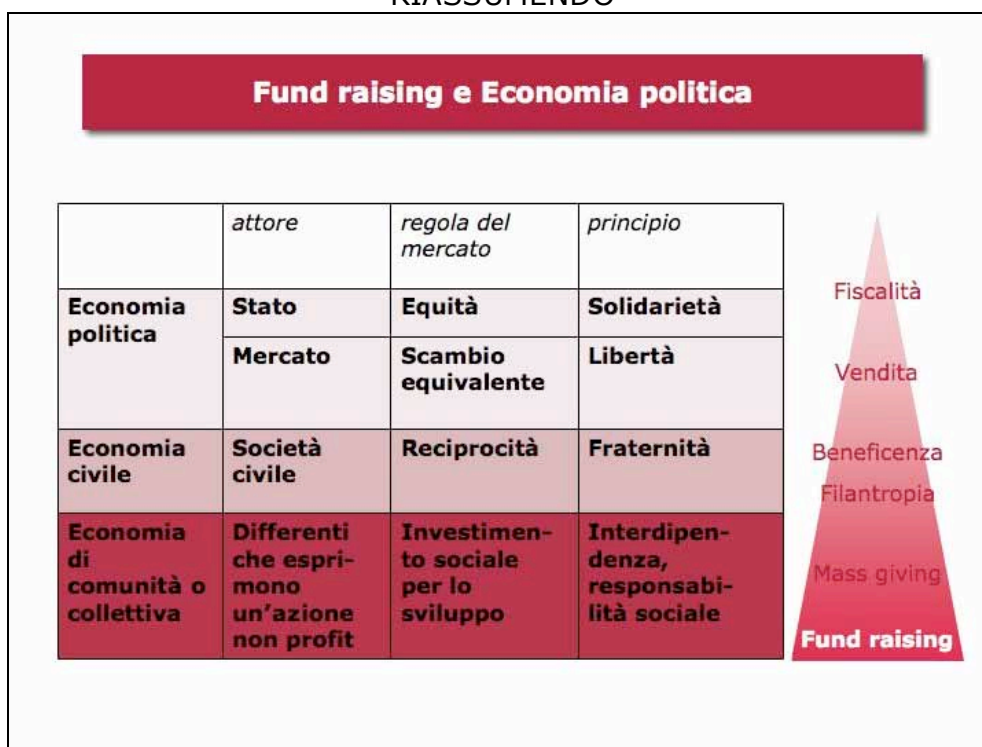 RIASSUMENDO
Fund raising e Economia politica
attore
regola del
mercato
principio
Economia
politica
Stato
Equità
Solidarietà
Mercato
Scambio
equivalente
Libertà
Economia
civile
Società
civile
Reciprocità
Fraternità
Economia
di
comunità o
collettiva
Differenti
che espri-
mono
un'azione
non profit
Investimen-
to sociale
per lo
sviluppo
Interdipen-
denza,
responsabi-
lità sociale
Fiscalità
Vendita
Beneficenza
Filantropia
Mass giving
Fund raising